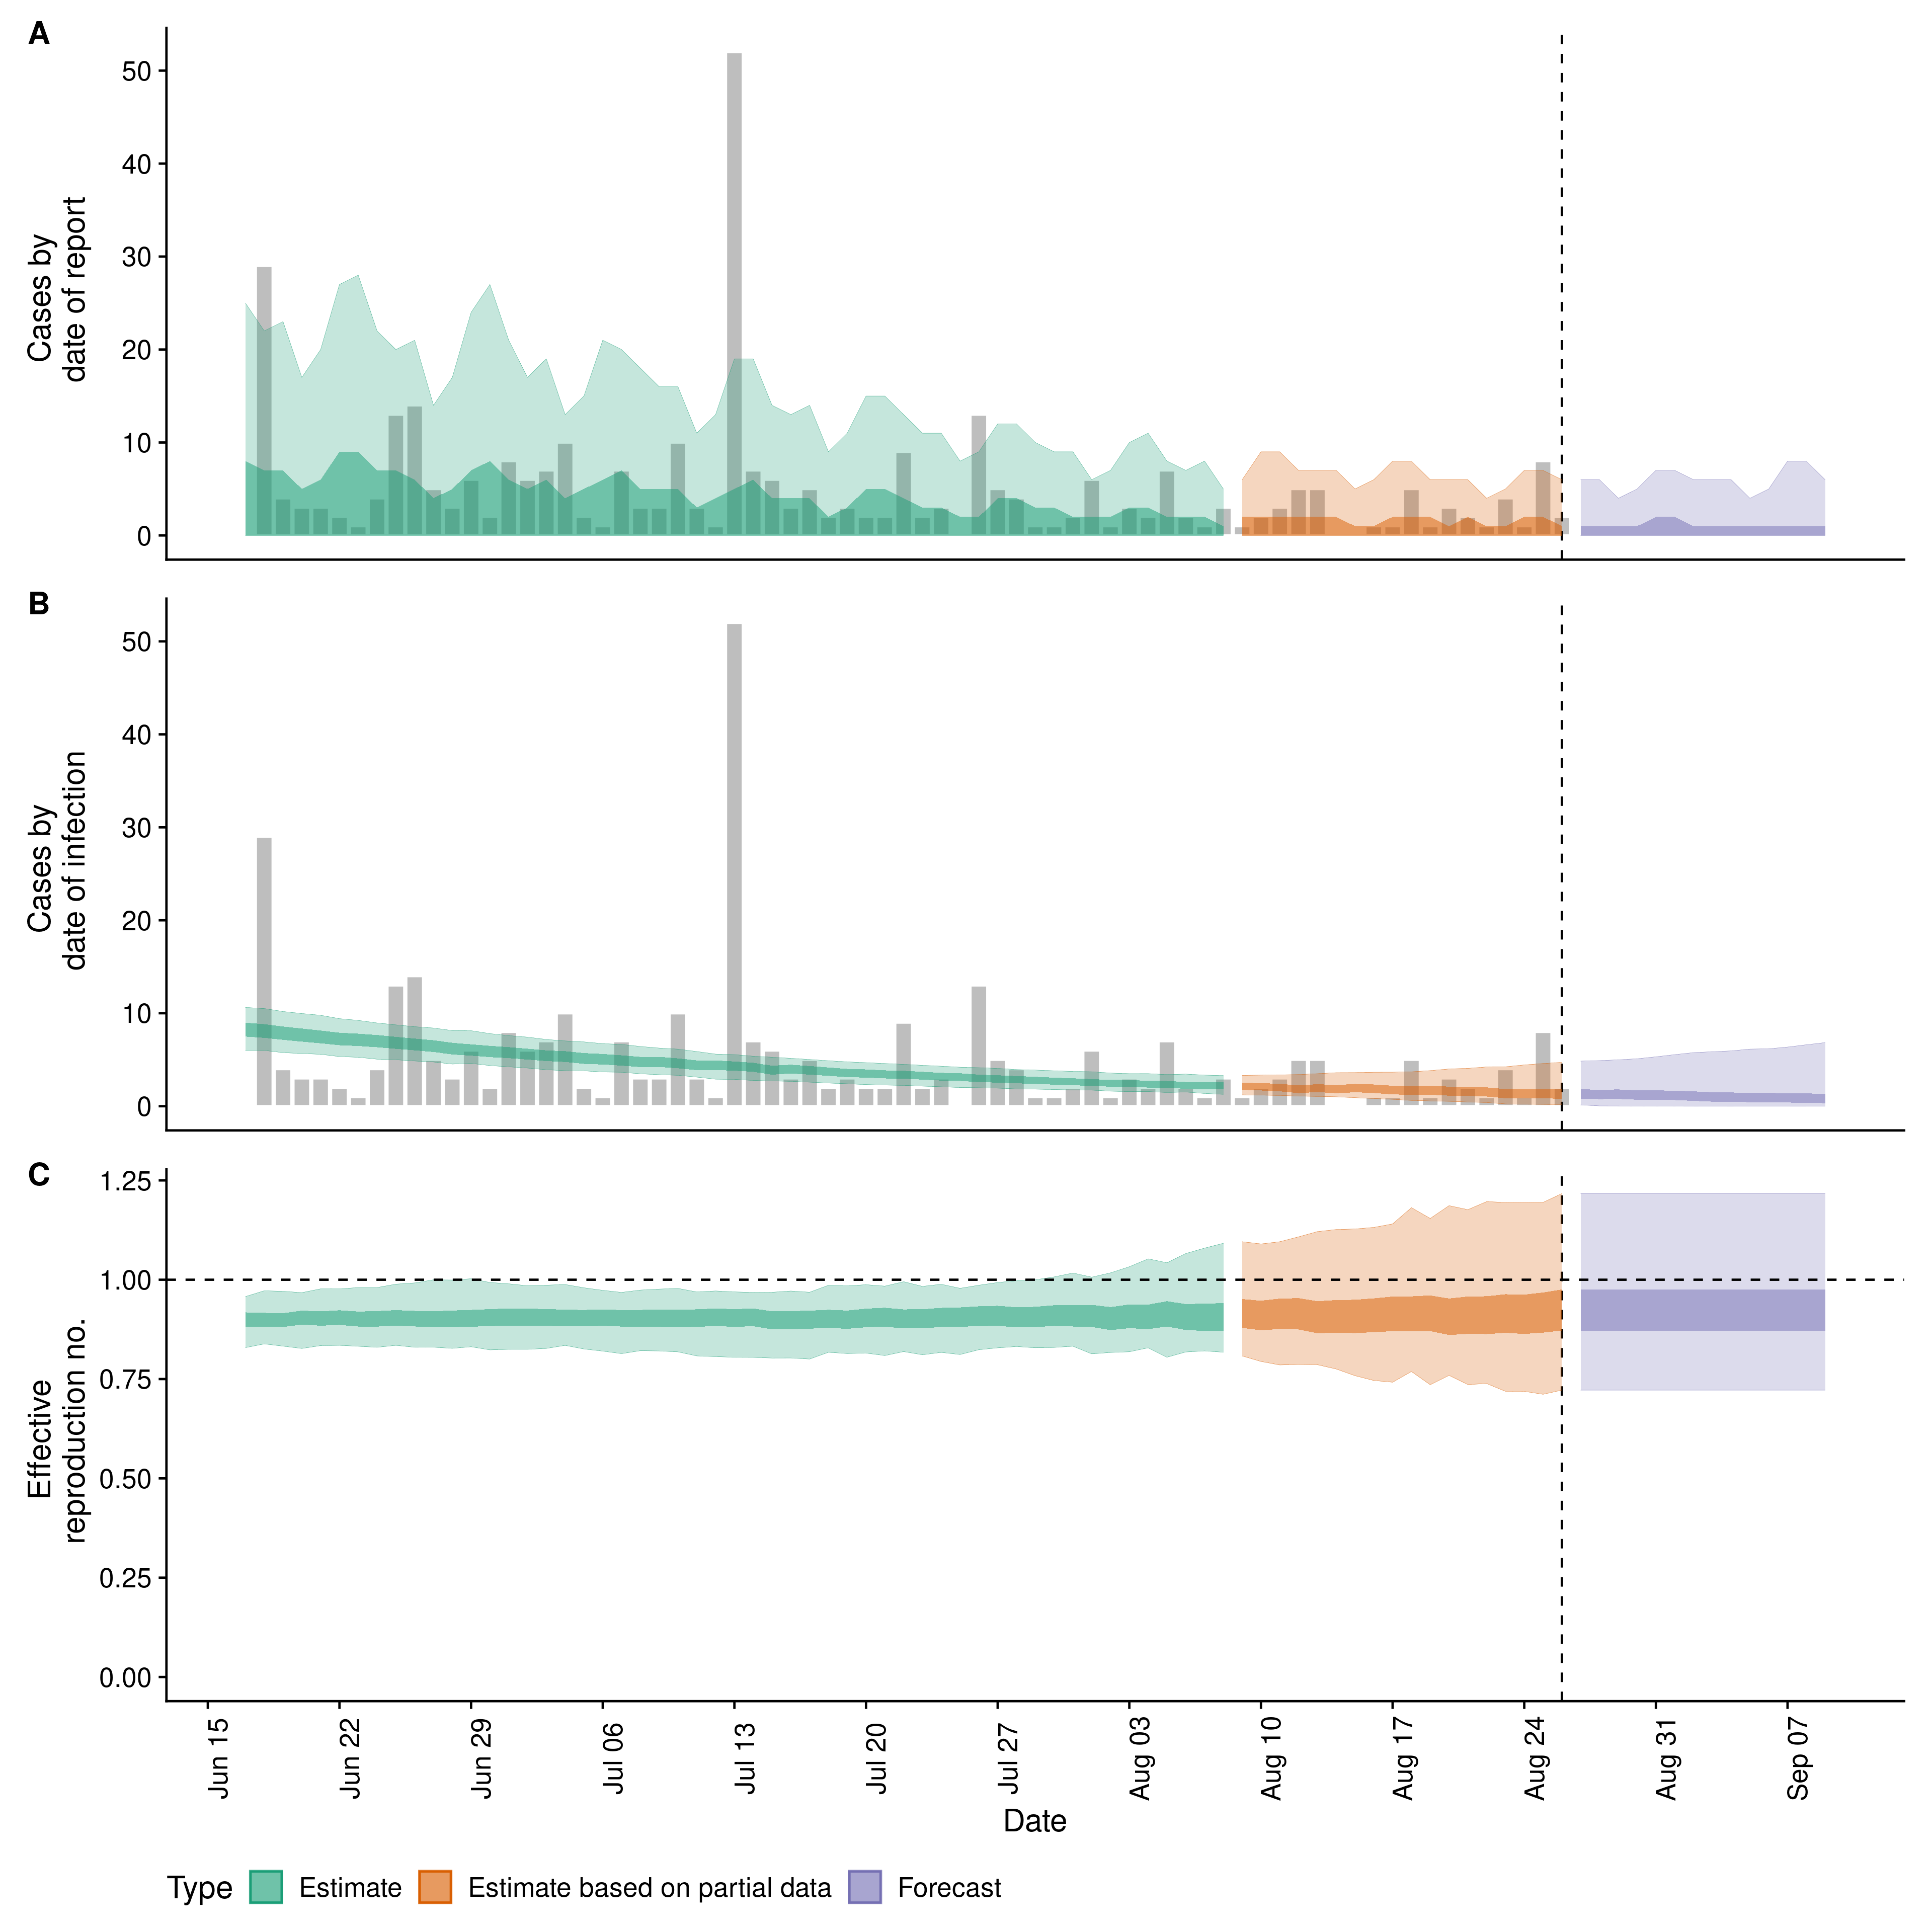 A
50
40
30
20
10
0
Cases by
date of report
B
50
40
30
20
10
0
Cases by
date of infection
C
1.25
1.00
0.75
0.50
0.25
0.00
Effective
reproduction no.
Jun 15
Jun 22
Jun 29
Jul 06
Jul 13
Jul 20
Jul 27
Aug 03
Aug 10
Aug 17
Aug 24
Aug 31
Sep 07
Date
Type Estimate Estimate based on partial data Forecast